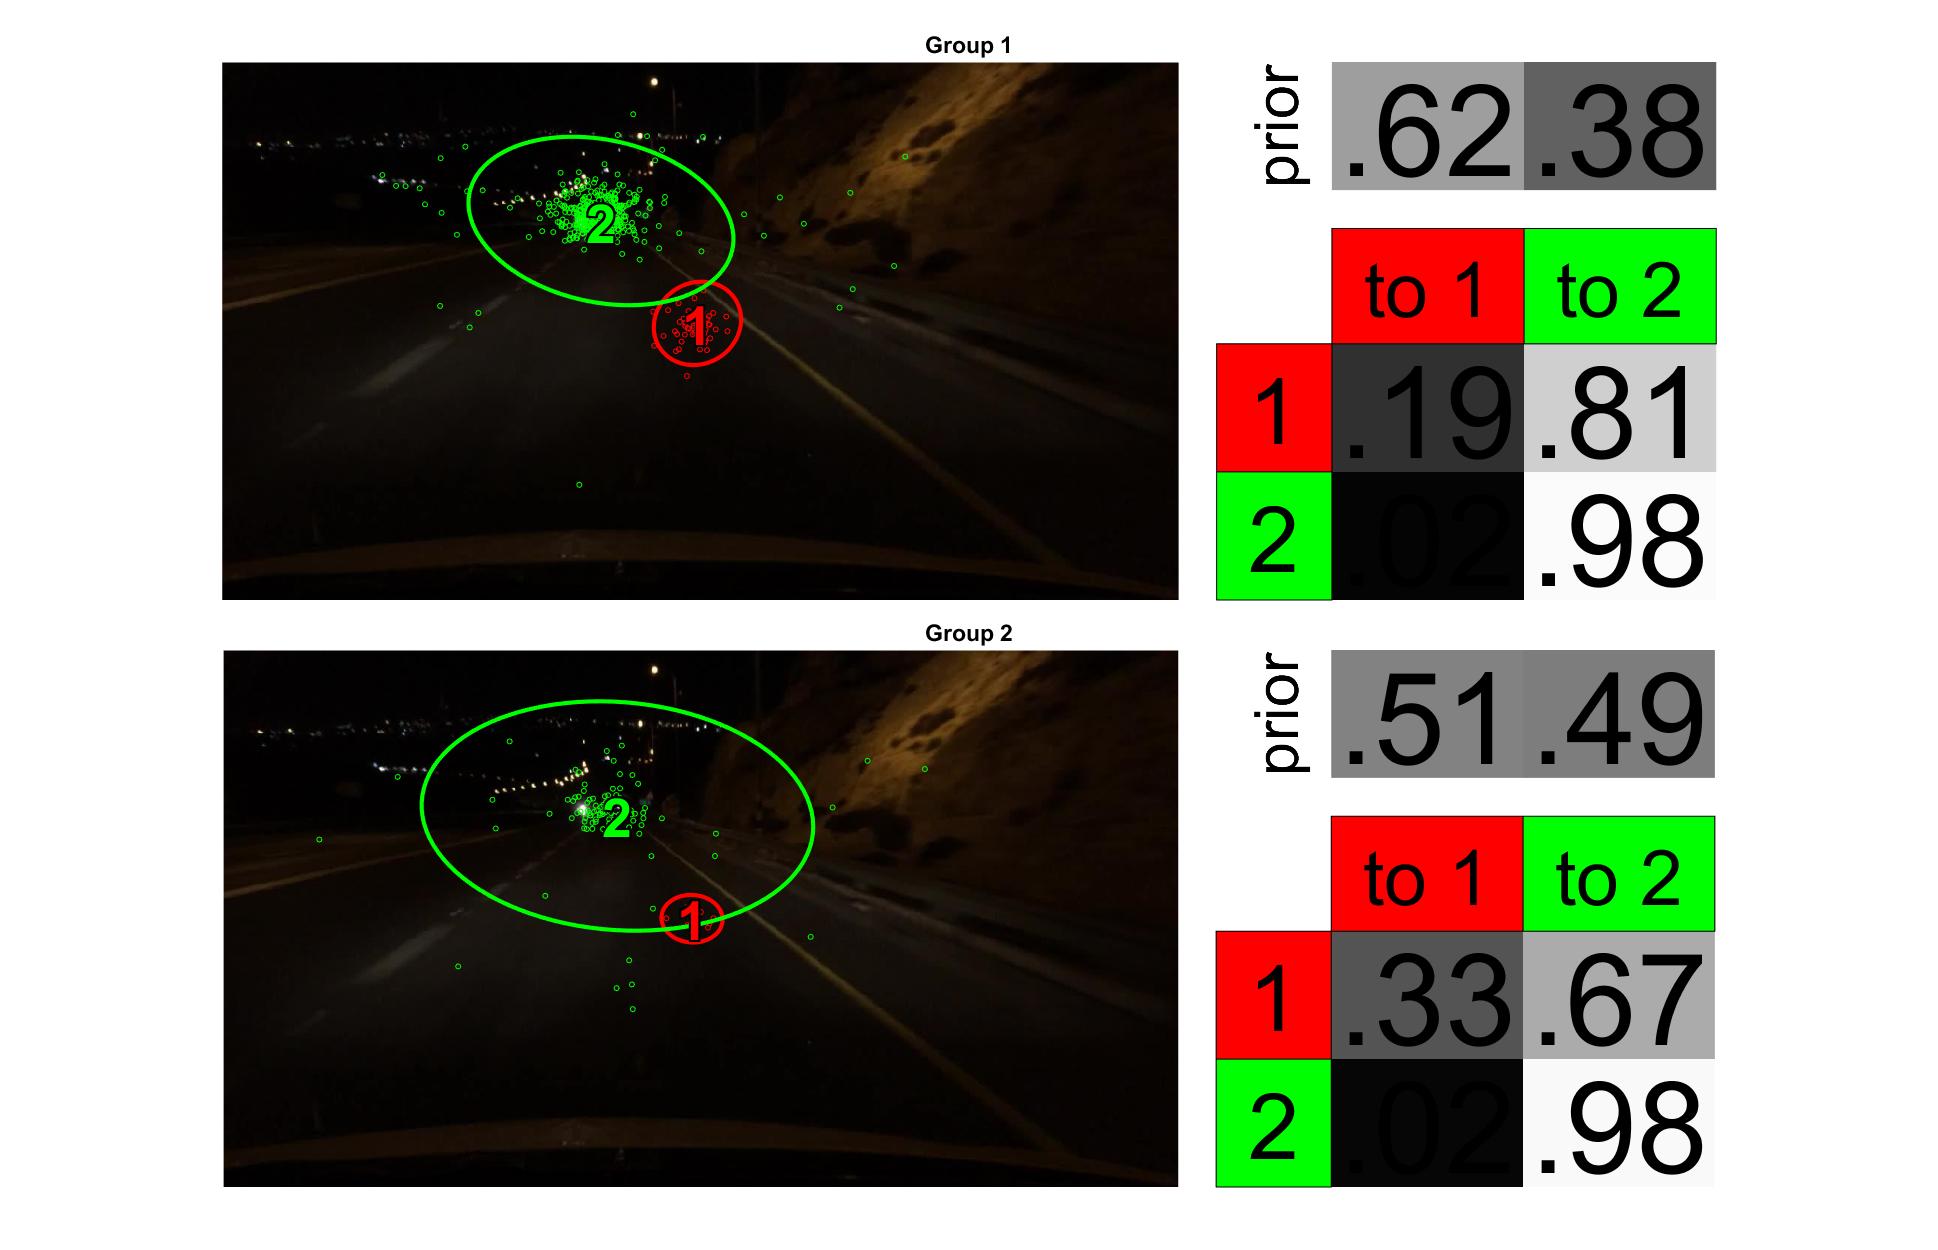 Group 1
2
1
prior
.62 .38
to 1 to 2
1 .19 .81
2 .02 .98
Group 2
2
1
prior
.51 .49
to 1 to 2
1 .33 .67
2 .02 .98